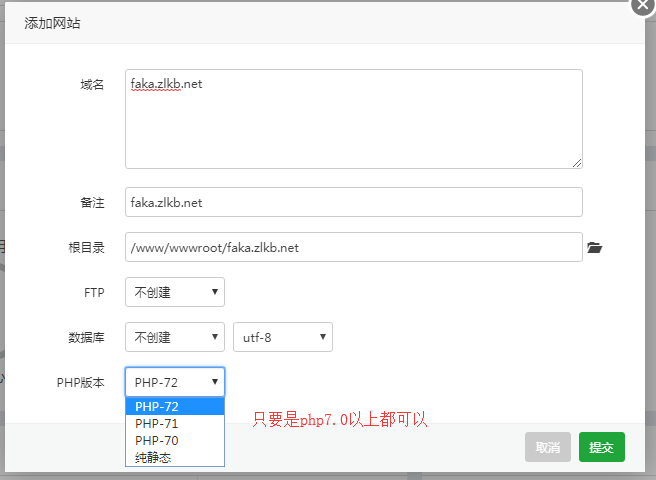 添加网站
域名 faka.zlkb.net
备注 faka.zlkb.net
根目录 /www/wwwroot/faka.zlkb.net
FTP 不创建
数据库 不创建 utf-8
PHP版本 PHP-72
PHP-72
PHP-71
只要是php7.0以上都可以
PHP-70
纯静态
取消 提交